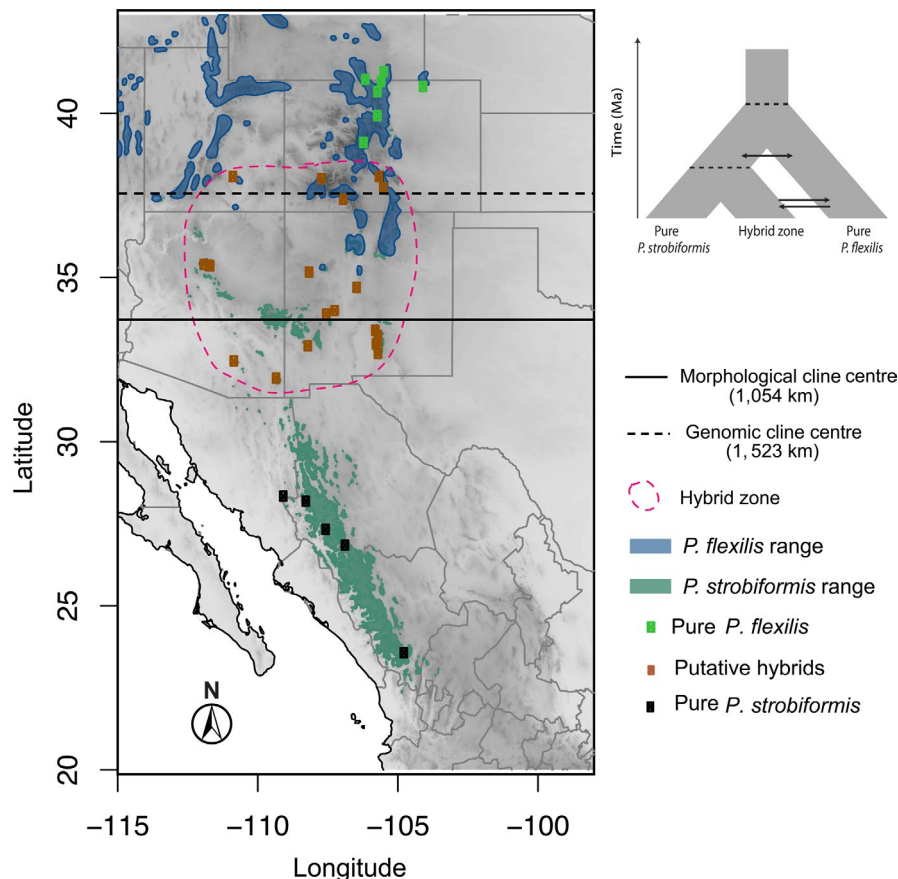 40
35
30
25
20
Latitude
−115
−110
−105
−100
Longitude
N
Time (Ma)
Pure
P. strobiformis
Hybrid zone
Pure
P. flexilis
Morphological cline centre
(1,054 km)
Genomic cline centre
(1, 523 km)
Hybrid zone
P. flexilis range
P. strobiformis range
Pure P. flexilis
Putative hybrids
Pure P. strobiformis